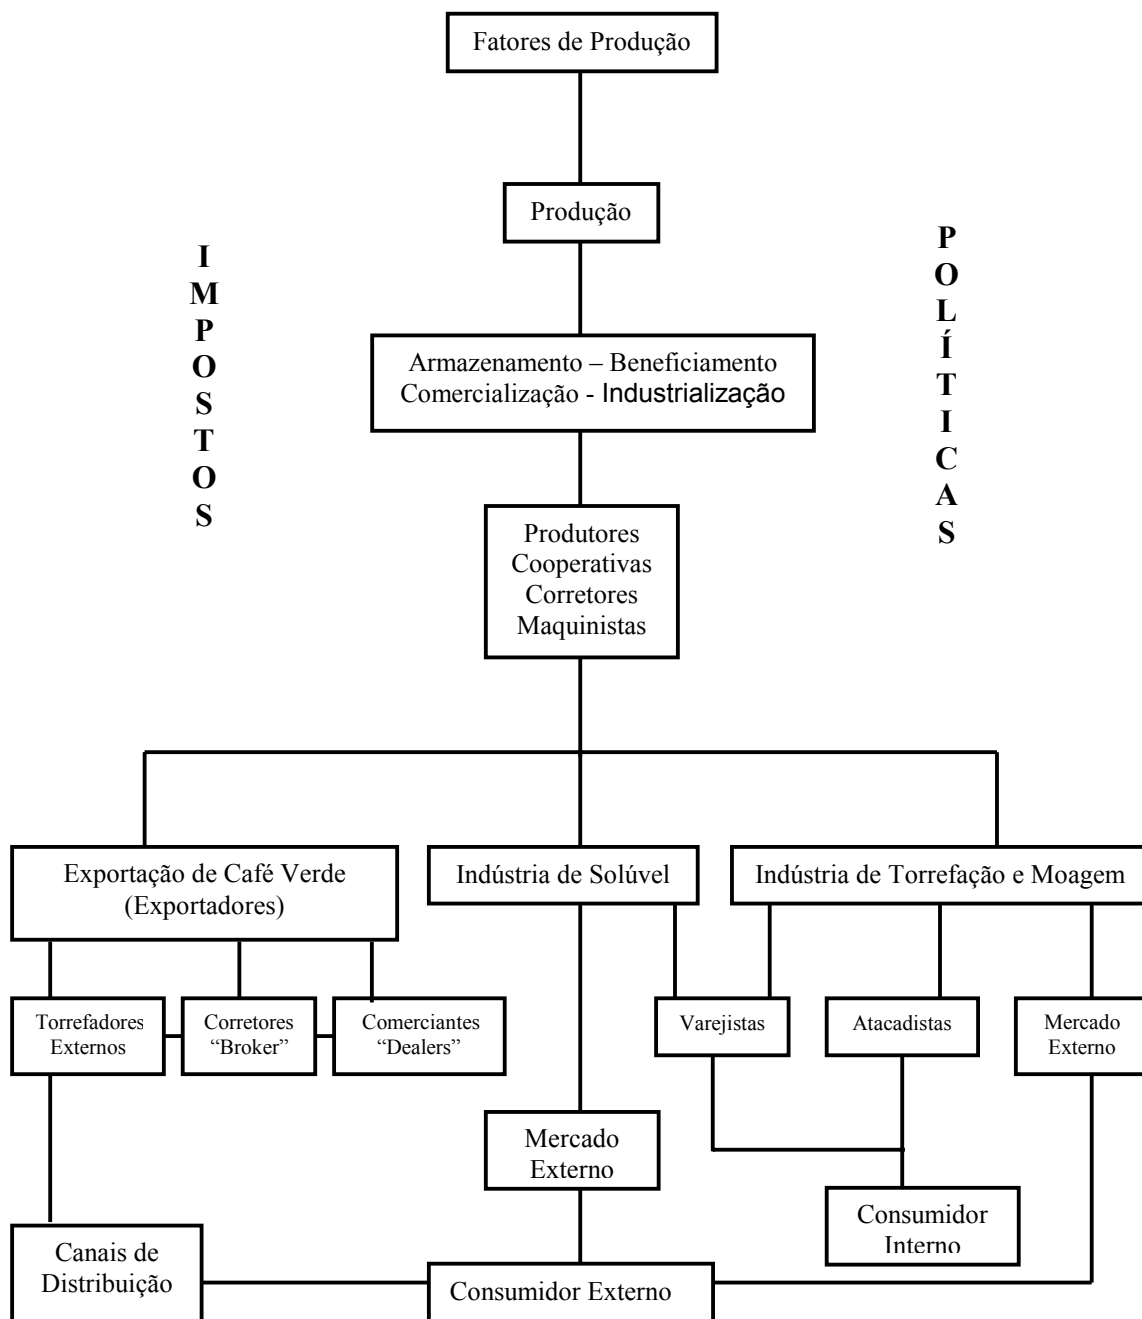 Fatores de Produção
Produção
IMPOSTOS
POLÍTICAS
Armazenamento – Beneficiamento
Comercialização - Industrialização
Produtores
Cooperativas
Corretores
Maquinistas
Exportação de Café Verde
(Exportadores)
Indústria de Solúvel
Indústria de Torrefação e Moagem
Torrefadores
Externos
Corretores
“Broker”
Comerciantes
“Dealers”
Varejistas
Atacadistas
Mercado
Externo
Mercado
Externo
Consumidor
Interno
Canais de
Distribuição
Consumidor Externo